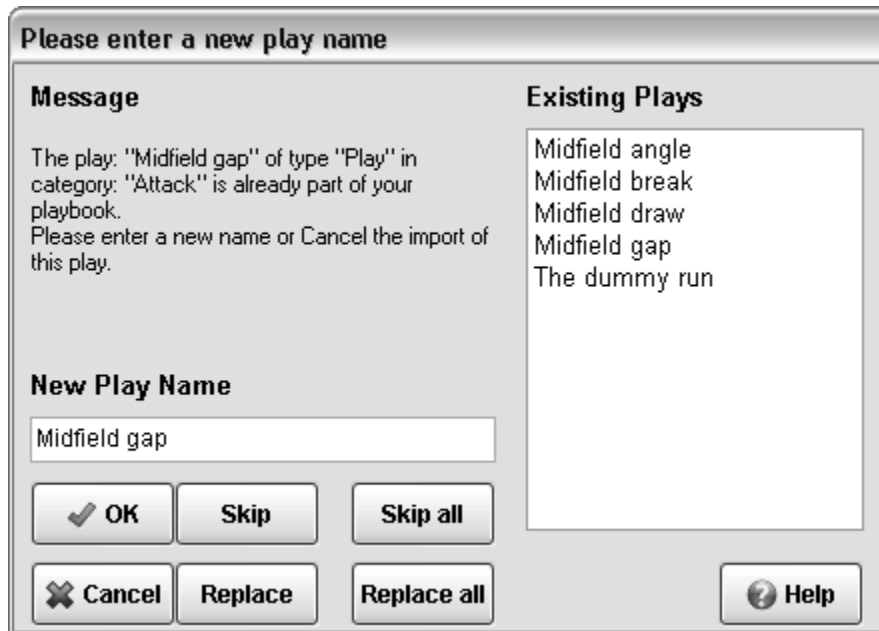 Please enter a new play name
Message
The play: "Midfield gap" of type "Play" in
category: "Attack" is already part of your
playbook.
Please enter a new name or Cancel the import of
this play.
New Play Name
Midfield gap
OK
Skip
Skip all
Cancel
Replace
Replace all
Existing Plays
Midfield angle
Midfield break
Midfield draw
Midfield gap
The dummy run
Help